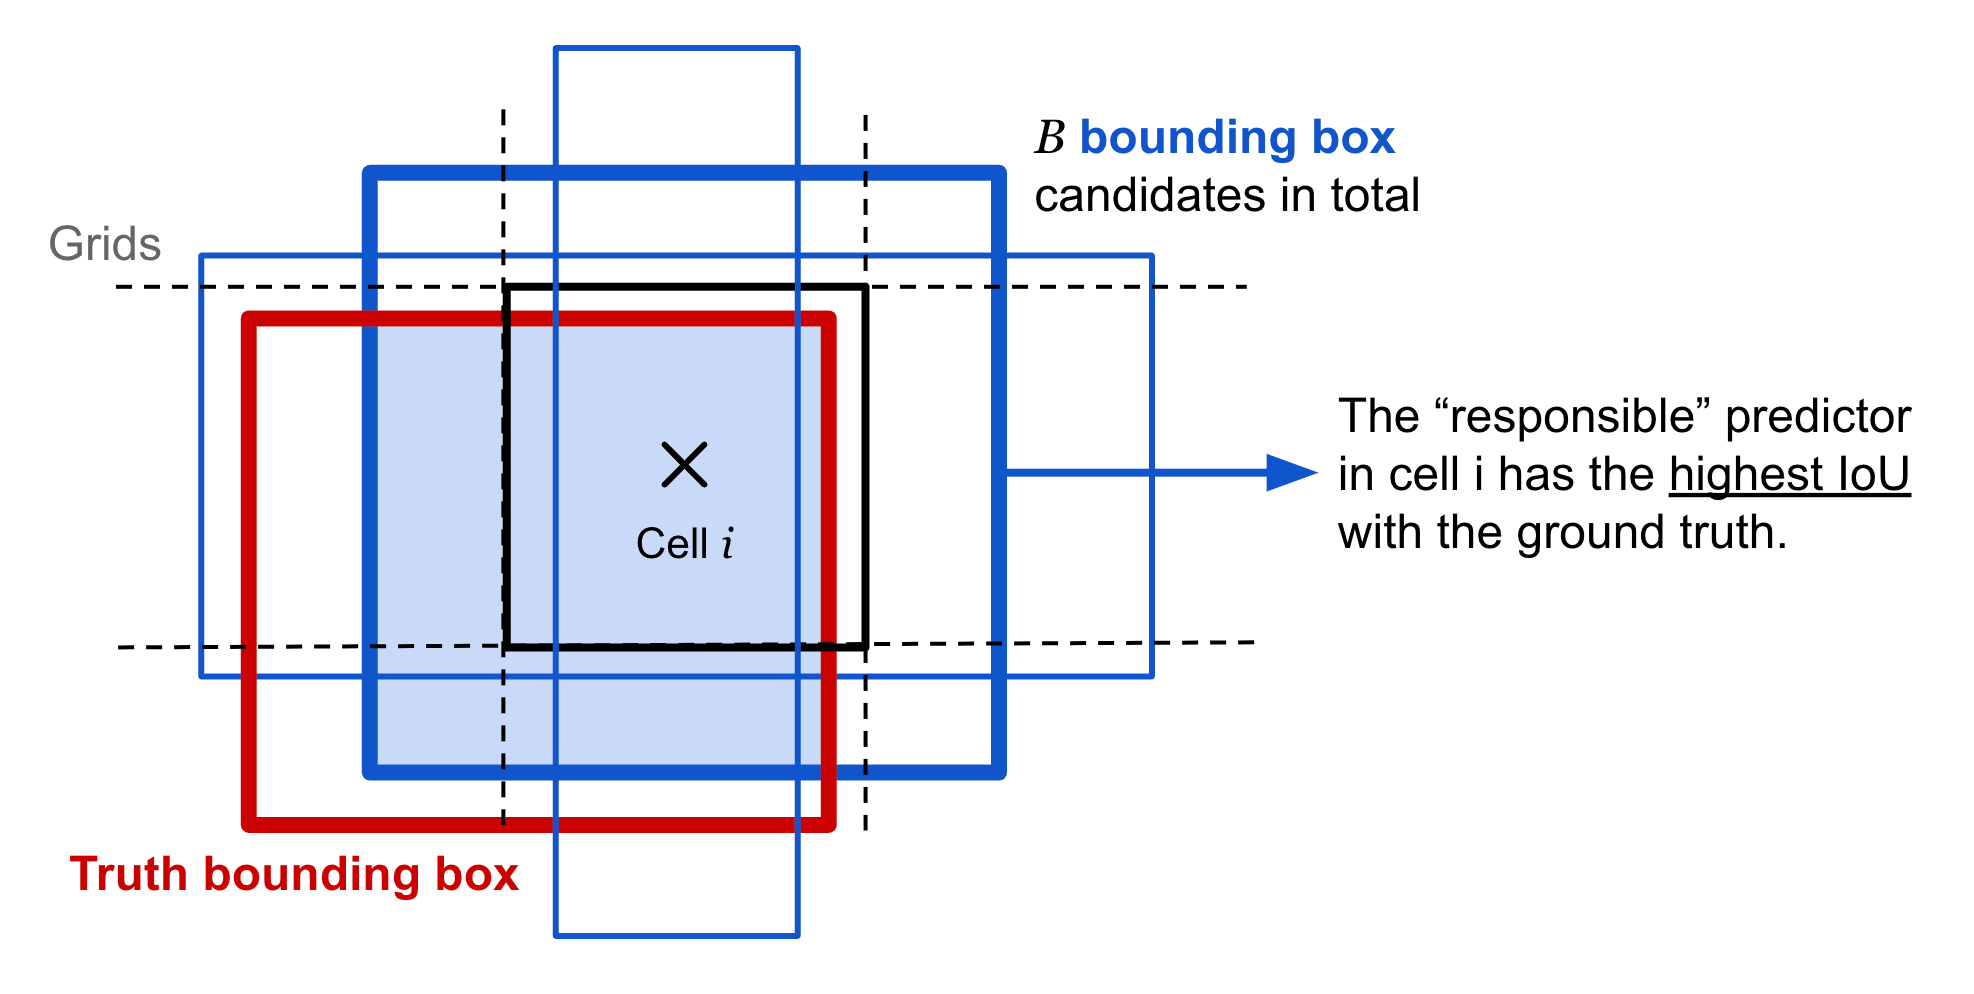 B bounding box
candidates in total
Grids
The “responsible” predictor
in cell i has the highest IoU
with the ground truth.
Cell i
Truth bounding box